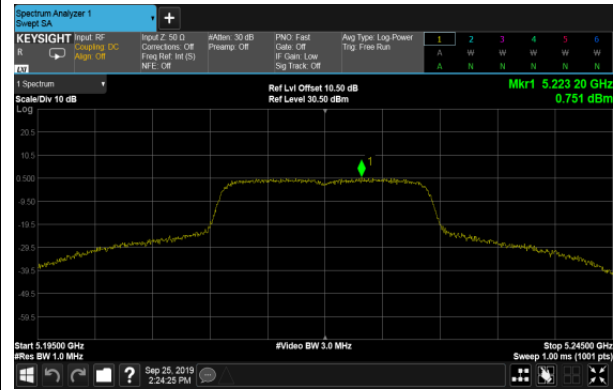 Spectrum Analyzer 1
Swept SA
+
KEYSIGHT
R
LXI
Input: RF
Coupling: DC
Align: Off
Input Z: 50 Ω
Corrections: Off
Freq Ref: Int (S)
NFE: Off
#Atten: 30 dB
Preamp: Off
PNO: Fast
Gate: Off
IF Gain: Low
Sig Track: Off
Avg Type: Log-Power
Trig: Free Run
1 2 3 4 5 6
A W W W W W
A N N N N N
1 Spectrum
Scale/Div 10 dB
Log
Ref Lvl Offset 10.50 dB
Ref Level 30.50 dBm
Mkr1 5.223 20 GHz
0.751 dBm
1
20.5
10.5
0.500
-9.50
-19.5
-29.5
-39.5
-49.5
-59.5
Start 5.19500 GHz
#Res BW 1.0 MHz
#Video BW 3.0 MHz
Stop 5.24500 GHz
Sweep 1.00 ms (1001 pts)
?
Sep 25, 2019
2:24:25 PM